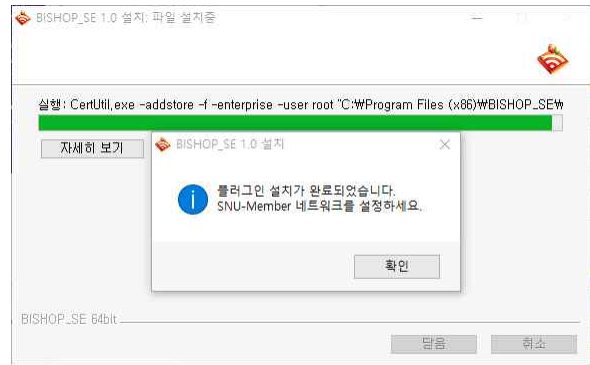 BISHOP_SE 1.0 설치: 파일 설치중
실행: CertUtil,exe -addstore -f -enterprise -user root "C:₩Program Files (x86)₩BISHOP_SE₩
자세히 보기
BISHOP_SE 1.0 설치
플러그인 설치가 완료되었습니다.
SNU-Member 네트워크를 설정하세요.
확인
BISHOP_SE 64bit
닫음
취소